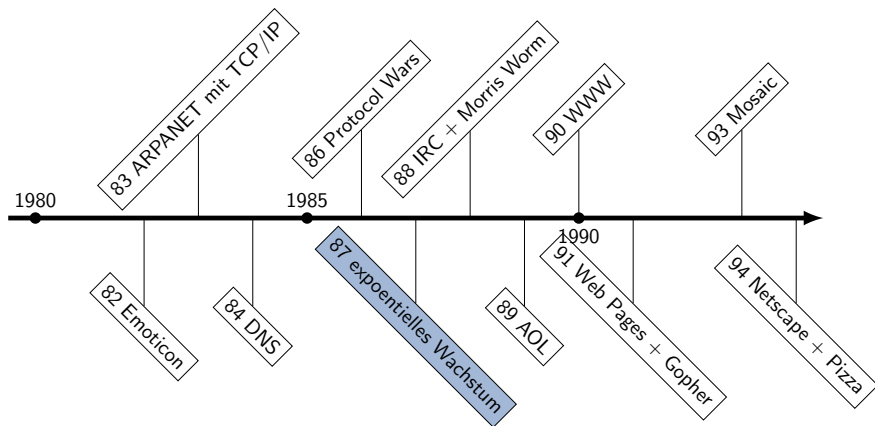 83 ARPANET mit TCP/IP
86 Protocol Wars
88 IRC + Morris Worm
90 WWW
93 Mosaic
1980
1985
1990
82 Emoticon
84 DNS
87 expoentielles Wachstum
89 AOL
91 Web Pages + Gopher
94 Netscape + Pizza